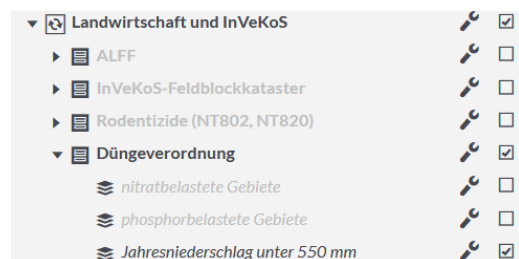 Landwirtschaft und InVeKoS
ALFF
InVeKoS-Feldblockkataster
Rodentizide (NT802, NT820)
Düngeverordnung
nitratbelastete Gebiete
phosphorbelastete Gebiete
Jahresniederschlag unter 550 mm